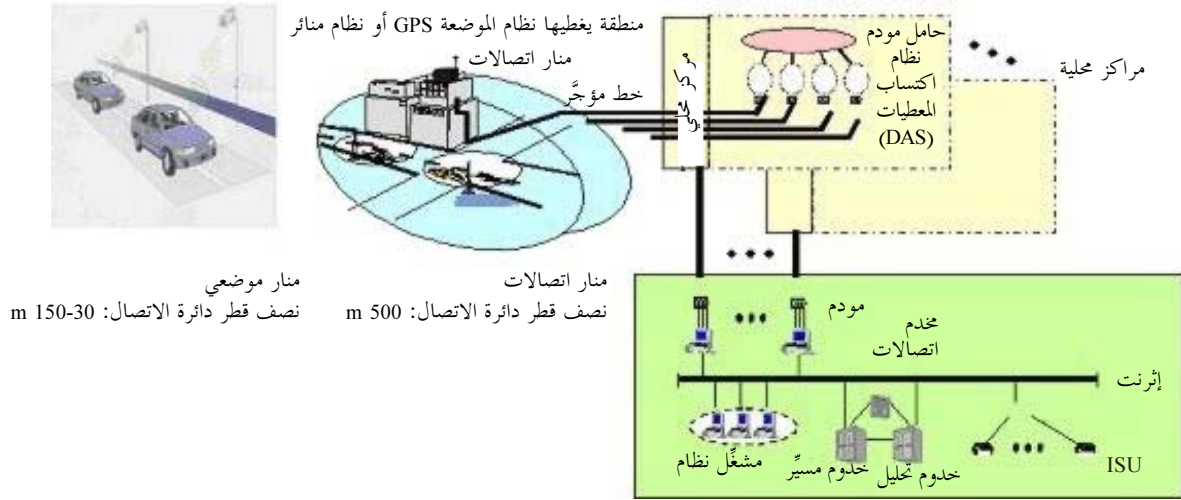 منطقة يغطيها نظام الموضعة GPS أو نظام منائر
منار اتصالات
خط مؤجَّر
مركز محلي
حامل مودم
نظام
اكتساب
المعطيات
(DAS)
مراكز محلية
منار موضعي
نصف قطر دائرة الاتصال: 30-150 m
منار اتصالات
نصف قطر دائرة الاتصال: 500 m
مودم
مخدم
اتصالات
إثرنت
مشغِّل نظام
خدوم مسيِّر
خدوم تحليل
ISU